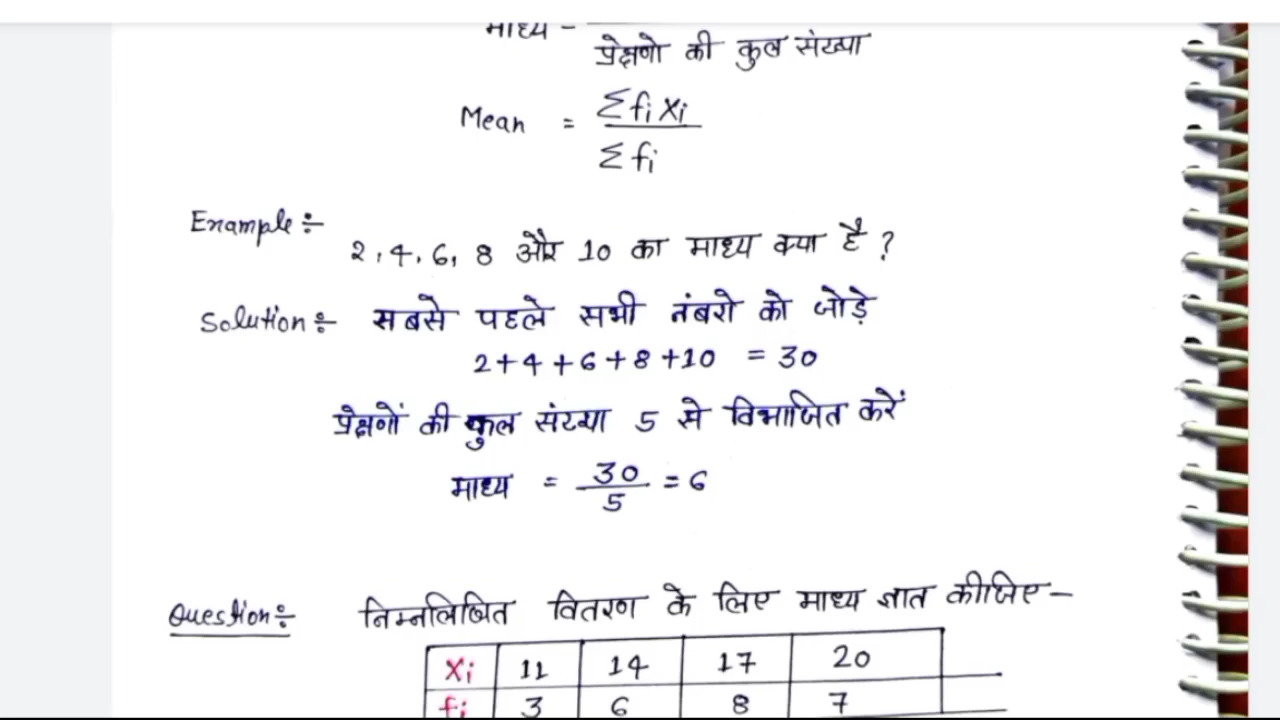 माध्य -
प्रेक्षणो की कुल संख्या
Mean = Σfixi
Σfi
Example ÷
2, 4, 6, 8 और 10 का माध्य क्या है ?
Solution ÷ सबसे पहले सभी नंबरो को जोड़े
2+4+6+8+10 = 30
प्रेक्षणों की कुल संख्या 5 से विभाजित करें
माध्य = 30/5 = 6
Question ÷ निम्नलिखित वितरण के लिए माध्य ज्ञात कीजिए -
xi 11 14 17 20
fi 3 6 8 7